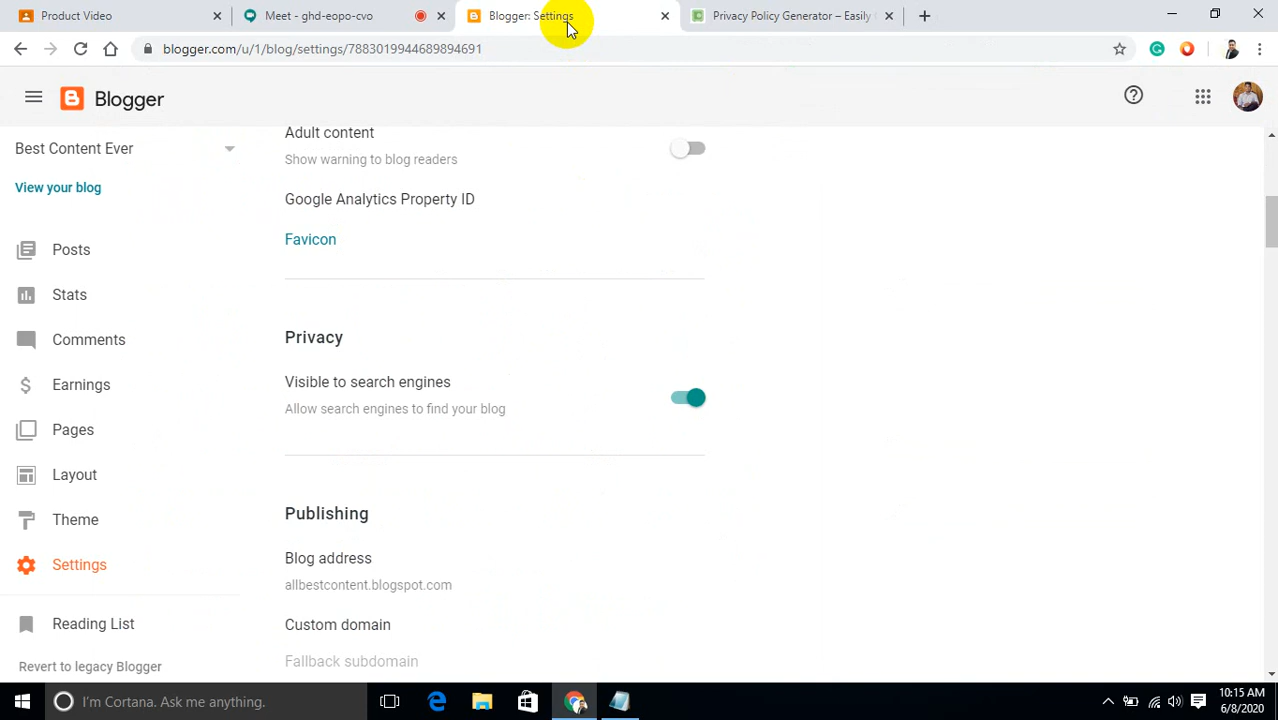 Product Video
Meet - ghd-eopo-cvo
Blogger: Settings
Privacy Policy Generator – Easily
blogger.com/u/1/blog/settings/7883019944689894691
Blogger
Best Content Ever
View your blog
Posts
Stats
Comments
Earnings
Pages
Layout
Theme
Settings
Reading List
Revert to legacy Blogger
Adult content
Show warning to blog readers
Google Analytics Property ID
Favicon
Privacy
Visible to search engines
Allow search engines to find your blog
Publishing
Blog address
allbestcontent.blogspot.com
Custom domain
Fallback subdomain
I'm Cortana. Ask me anything.
10:15 AM
6/8/2020